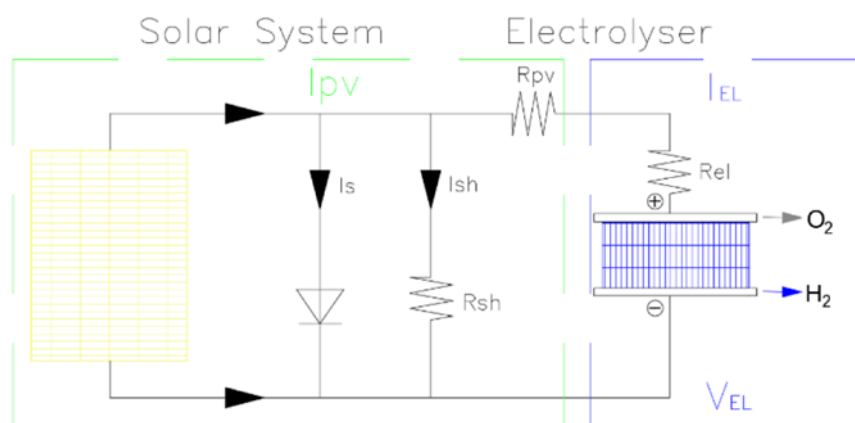 Solar System
Electrolyser
Ipv
Rpv
IEL
Is
Ish
Rel
+
O₂
Rsh
H₂
−
VEL